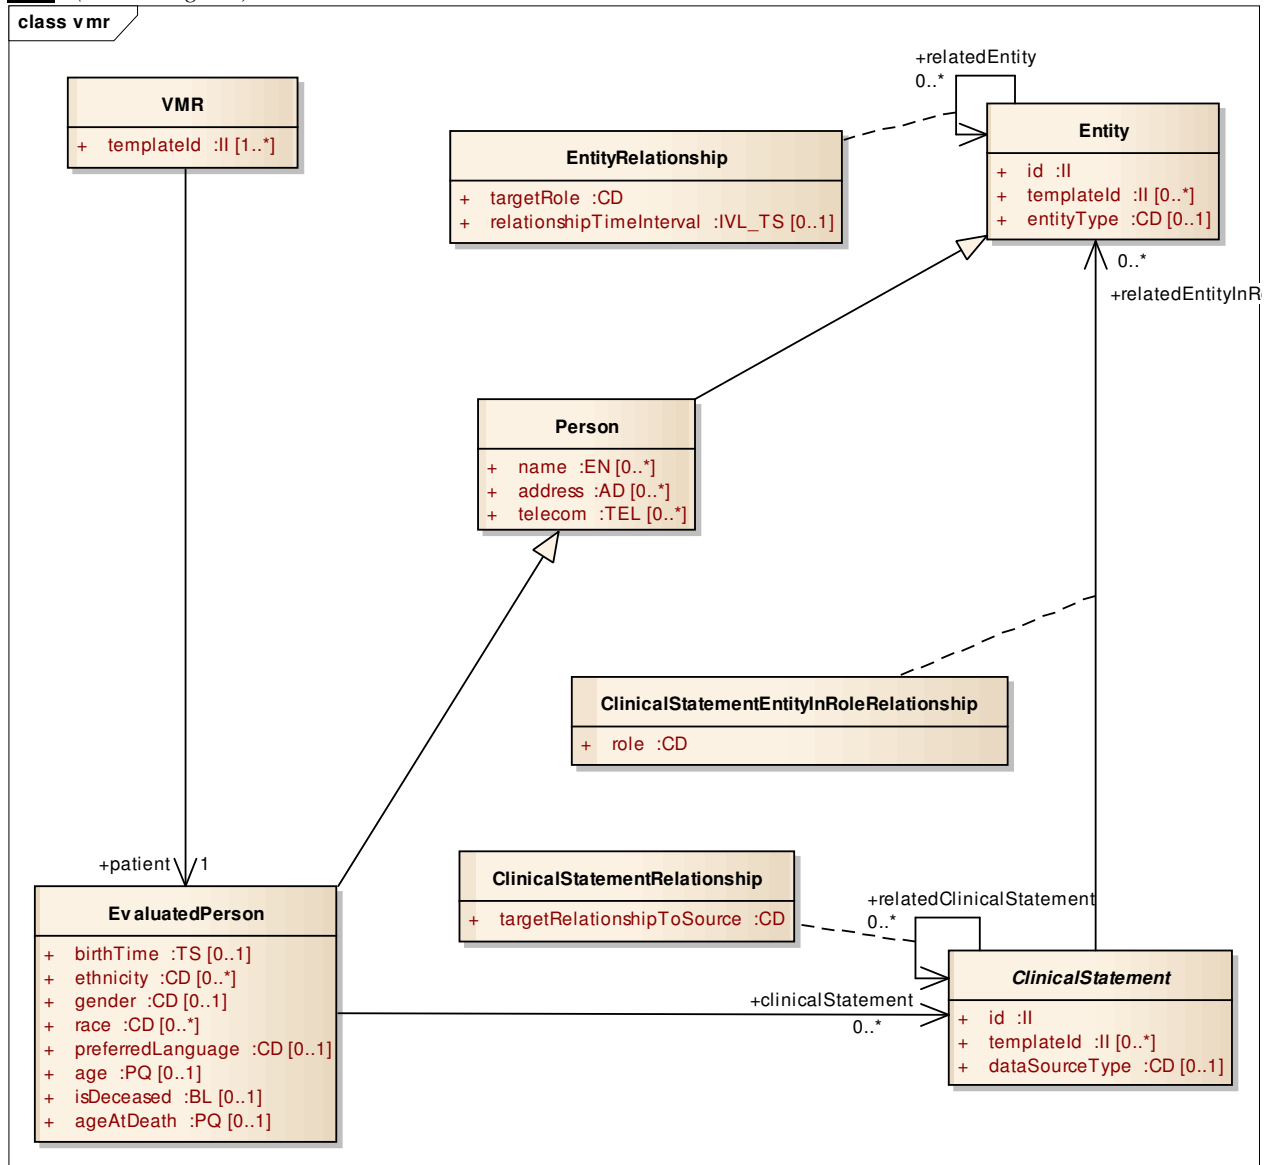 class vmr
VMR
+ templateId :II [1..*]
+relatedEntity
0..*
EntityRelationship
+ targetRole :CD
+ relationshipTimeInterval :IVL_TS [0..1]
Entity
+ id :II
+ templateId :II [0..*]
+ entityType :CD [0..1]
0..*
+relatedEntityInR
Person
+ name :EN [0..*]
+ address :AD [0..*]
+ telecom :TEL [0..*]
ClinicalStatementEntityInRoleRelationship
+ role :CD
+patient 1
ClinicalStatementRelationship
+ targetRelationshipToSource :CD
+relatedClinicalStatement
0..*
EvaluatedPerson
+ birthTime :TS [0..1]
+ ethnicity :CD [0..*]
+ gender :CD [0..1]
+ race :CD [0..*]
+ preferredLanguage :CD [0..1]
+ age :PQ [0..1]
+ isDeceased :BL [0..1]
+ ageAtDeath :PQ [0..1]
+clinicalStatement
0..*
ClinicalStatement
+ id :II
+ templateId :II [0..*]
+ dataSourceType :CD [0..1]